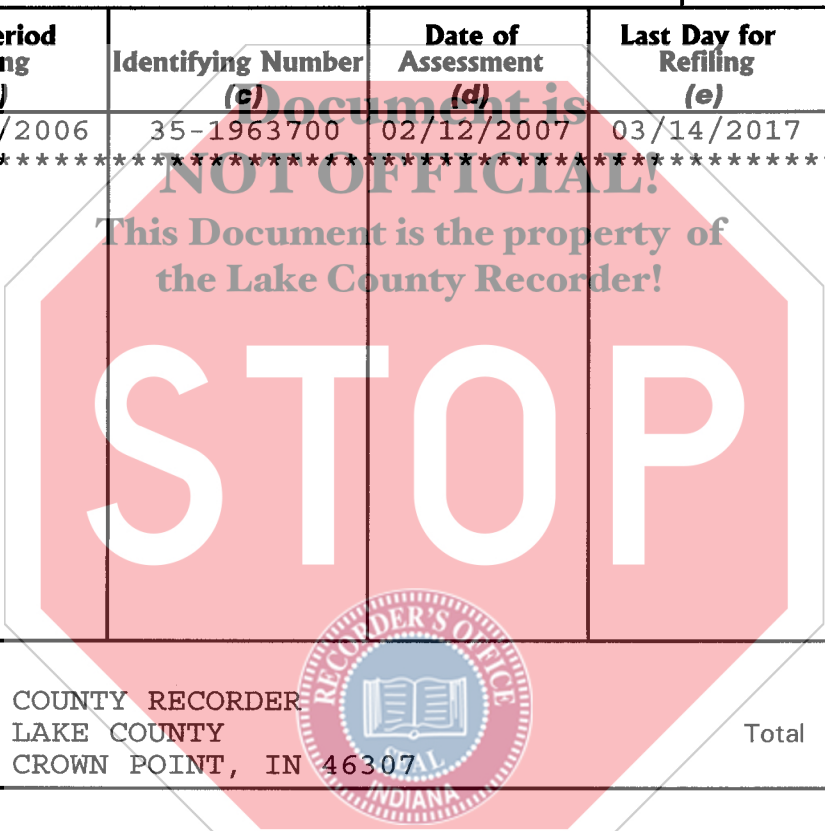 eriod Date of Last Day for
ng Identifying Number Assessment Refiling
) (c) (d) (e)
/2006 35-1963700 02/12/2007 03/14/2017
Document is
NOT OFFICIAL!
This Document is the property of
the Lake County Recorder!
STOP
RECORDER'S OFFICE
SEAL
INDIANA
COUNTY RECORDER
LAKE COUNTY Total
CROWN POINT, IN 46307